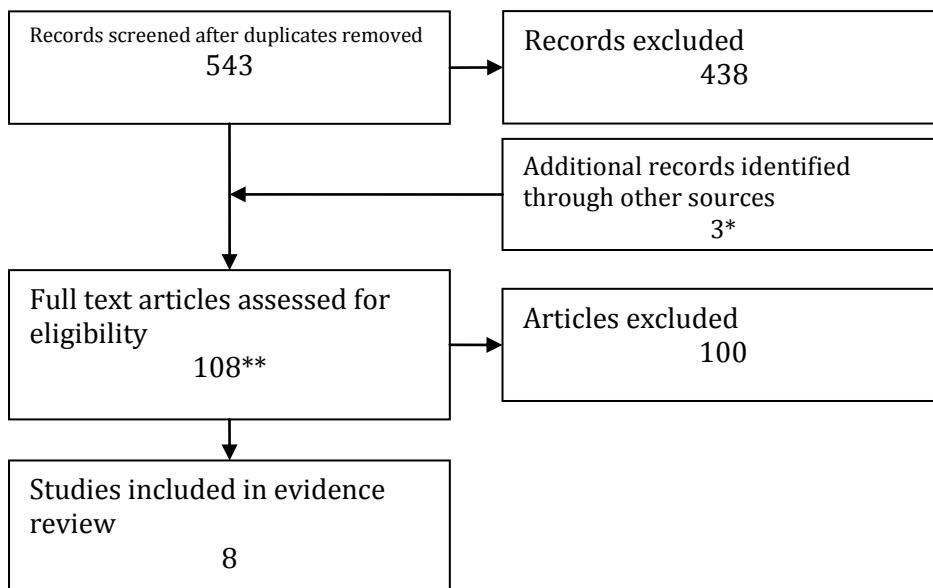 Records screened after duplicates removed
543
Records excluded
438
Additional records identified
through other sources
3*
Full text articles assessed for
eligibility
108**
Articles excluded
100
Studies included in evidence
review
8